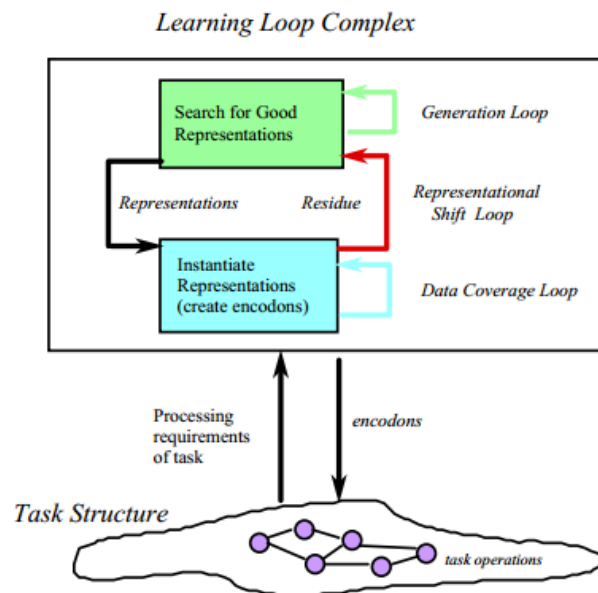 Learning Loop Complex
Search for Good
Representations
Generation Loop
Representations
Residue
Representational
Shift Loop
Instantiate
Representations
(create encodons)
Data Coverage Loop
Processing
requirements
of task
encodons
Task Structure
task operations